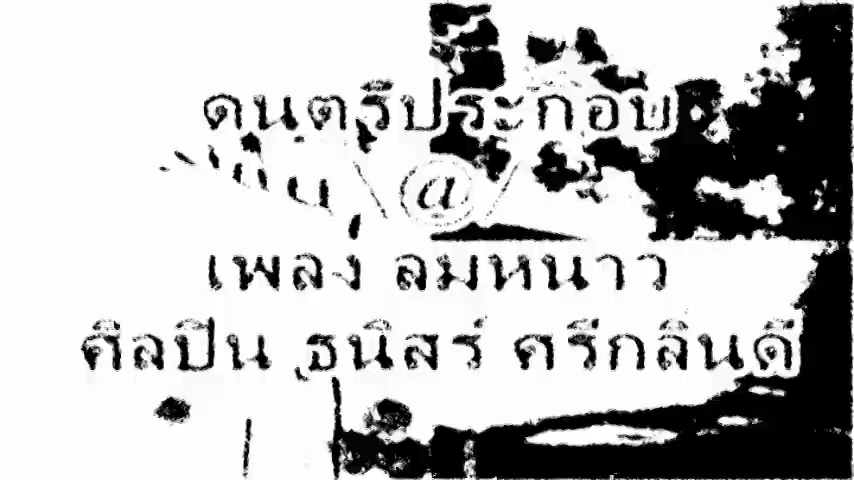 ดนตรีประกอบ
\@/
เพลง ลมหนาว
ศิลปิน ธนิสร์ ศรีกลิ่นดี